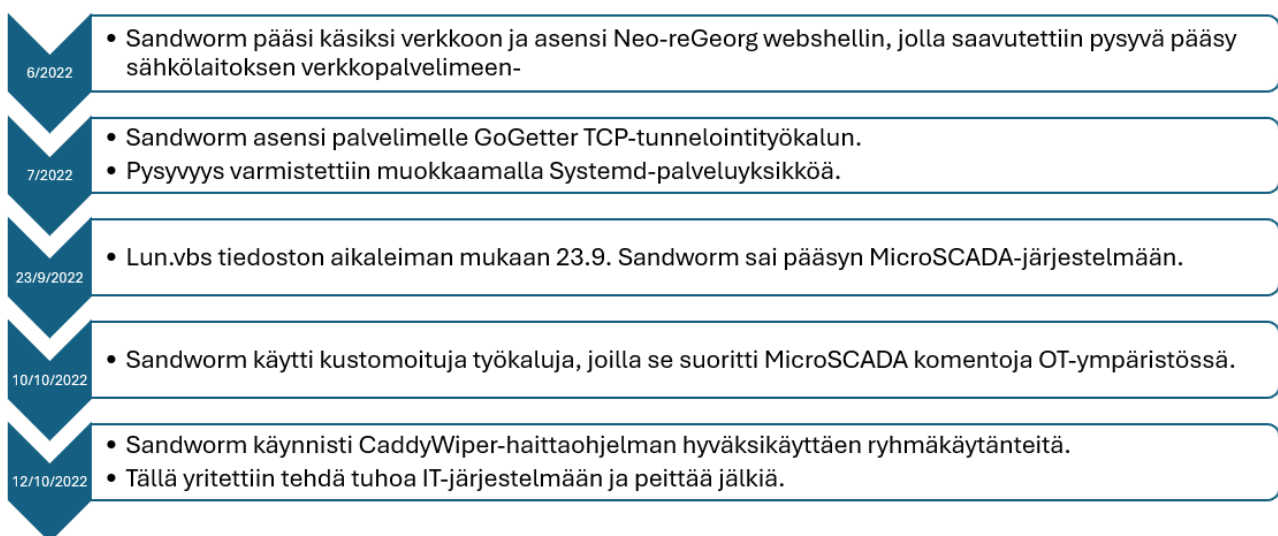 6/2022
• Sandworm pääsi käsiksi verkkoon ja asensi Neo-reGeorg webshellin, jolla saavutettiin pysyvä pääsy
sähkölaitoksen verkkopalvelimeen-
7/2022
• Sandworm asensi palvelimelle GoGetter TCP-tunnelointityökalun.
• Pysyvyys varmistettiin muokkaamalla Systemd-palveluyksikköä.
23/9/2022
• Lun.vbs tiedoston aikaleiman mukaan 23.9. Sandworm sai pääsyn MicroSCADA-järjestelmään.
10/10/2022
• Sandworm käytti kustomoituja työkaluja, joilla se suoritti MicroSCADA komentoja OT-ympäristössä.
12/10/2022
• Sandworm käynnisti CaddyWiper-haittaohjelman hyväksikäyttäen ryhmäkäytänteitä.
• Tällä yritettiin tehdä tuhoa IT-järjestelmään ja peittää jälkiä.